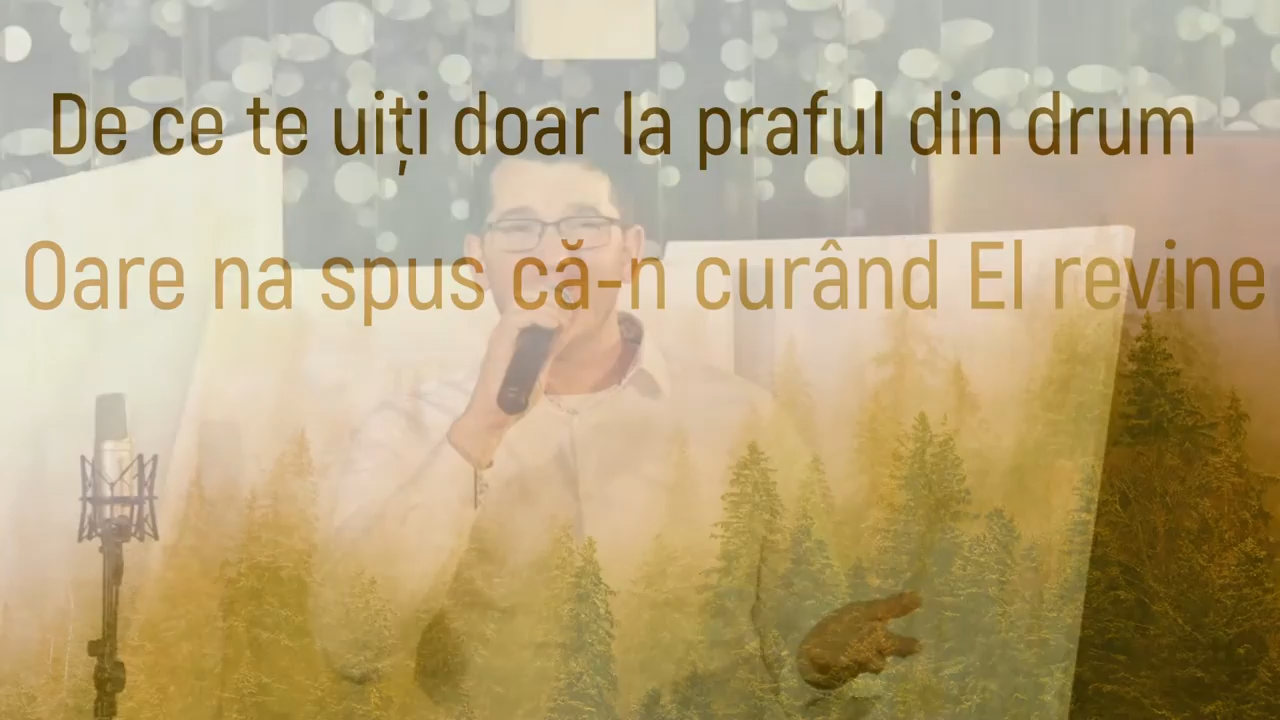 De ce te uiți doar la praful din drum
Oare na spus că-n curând El revine